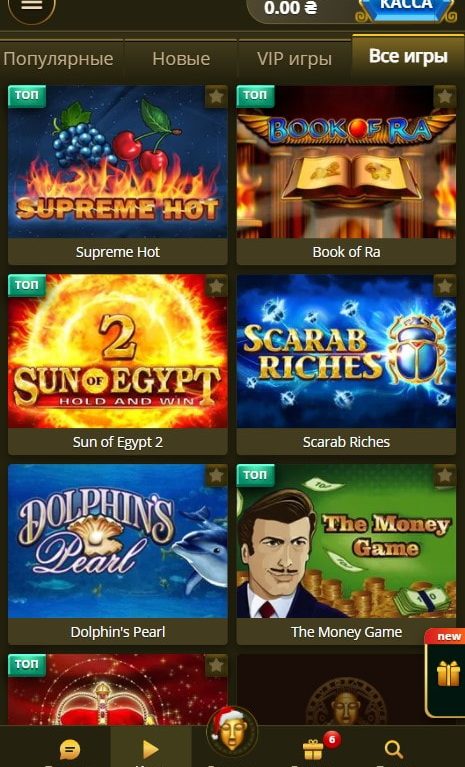 0.00 ₴
КАССА
Популярные
Новые
VIP игры
Все игры
ТОП
SUPREME HOT
Supreme Hot
ТОП
BOOK OF RA
Book of Ra
ТОП
2
SUN OF EGYPT
HOLD AND WIN
Sun of Egypt 2
SCARAB
RICHES
Scarab Riches
DOLPHIN'S
Pearl
Dolphin's Pearl
ТОП
The Money
Game
The Money Game
new
ТОП
6